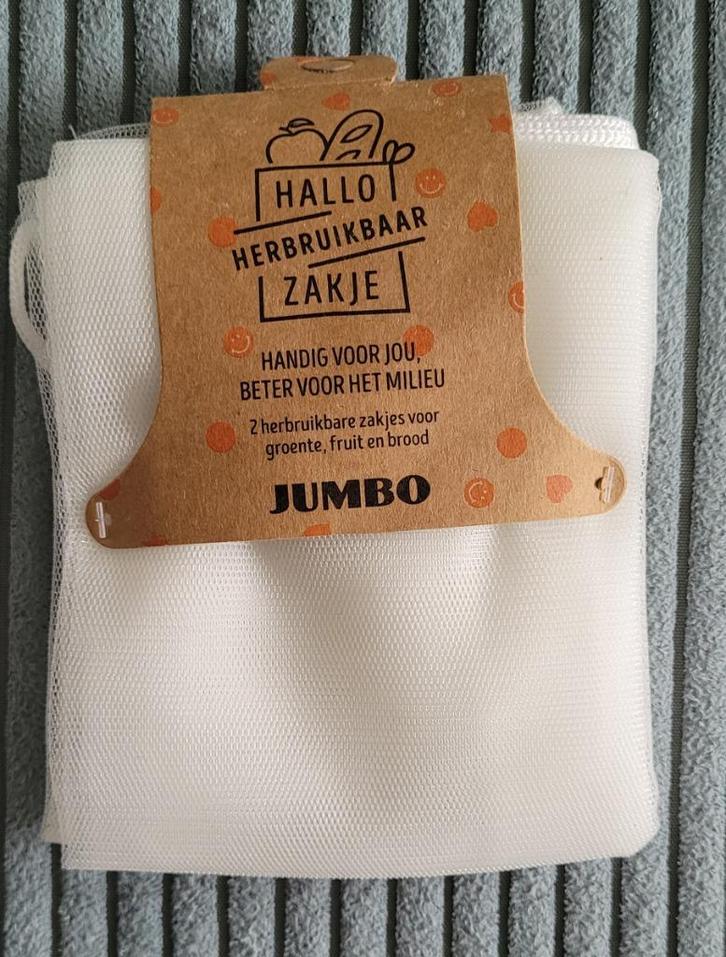 HALLO
HERBRUIKBAAR
ZAKJE
HANDIG VOOR JOU,
BETER VOOR HET MILIEU
2 herbruikbare zakjes voor
groente, fruit en brood
JUMBO